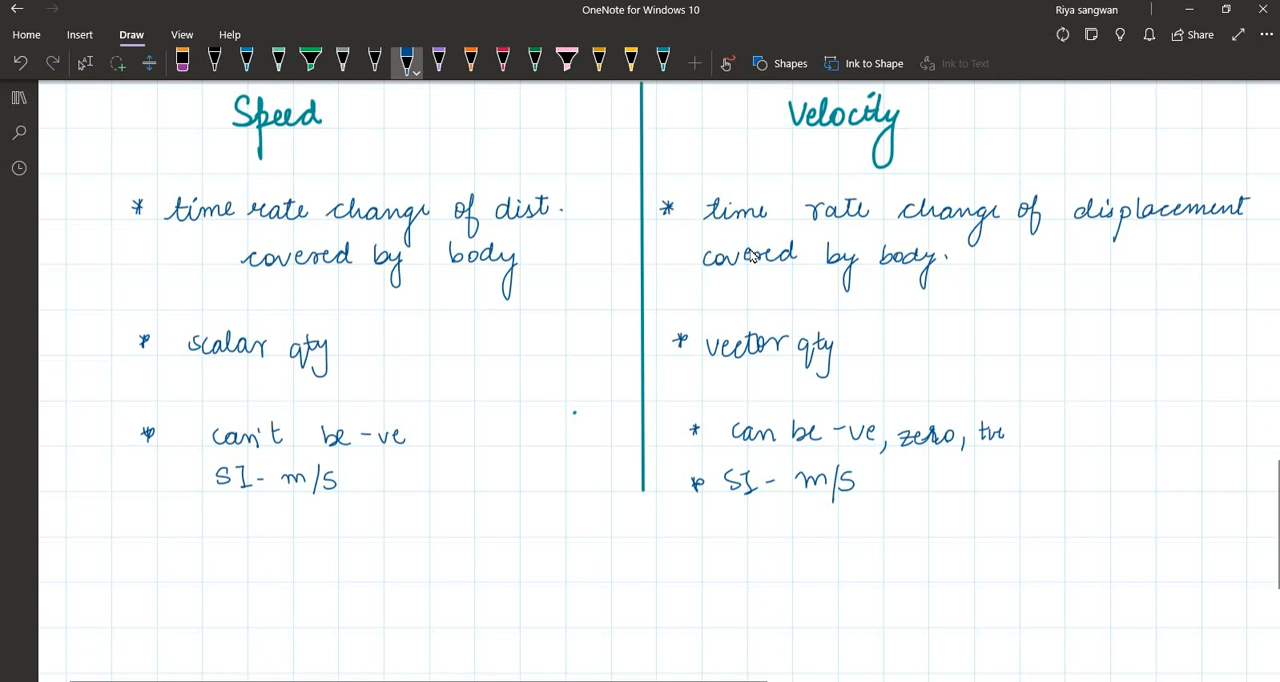 OneNote for Windows 10
Riya sangwan
Home Insert Draw View Help
Share
Shapes Ink to Shape Ink to Text
Speed
* time rate change of dist.
covered by body
* scalar qty
* can't be -ve
SI - m/s
Velocity
* time rate change of displacement
covered by body.
* vector qty
* can be -ve, zero, +ve
* SI - m/s